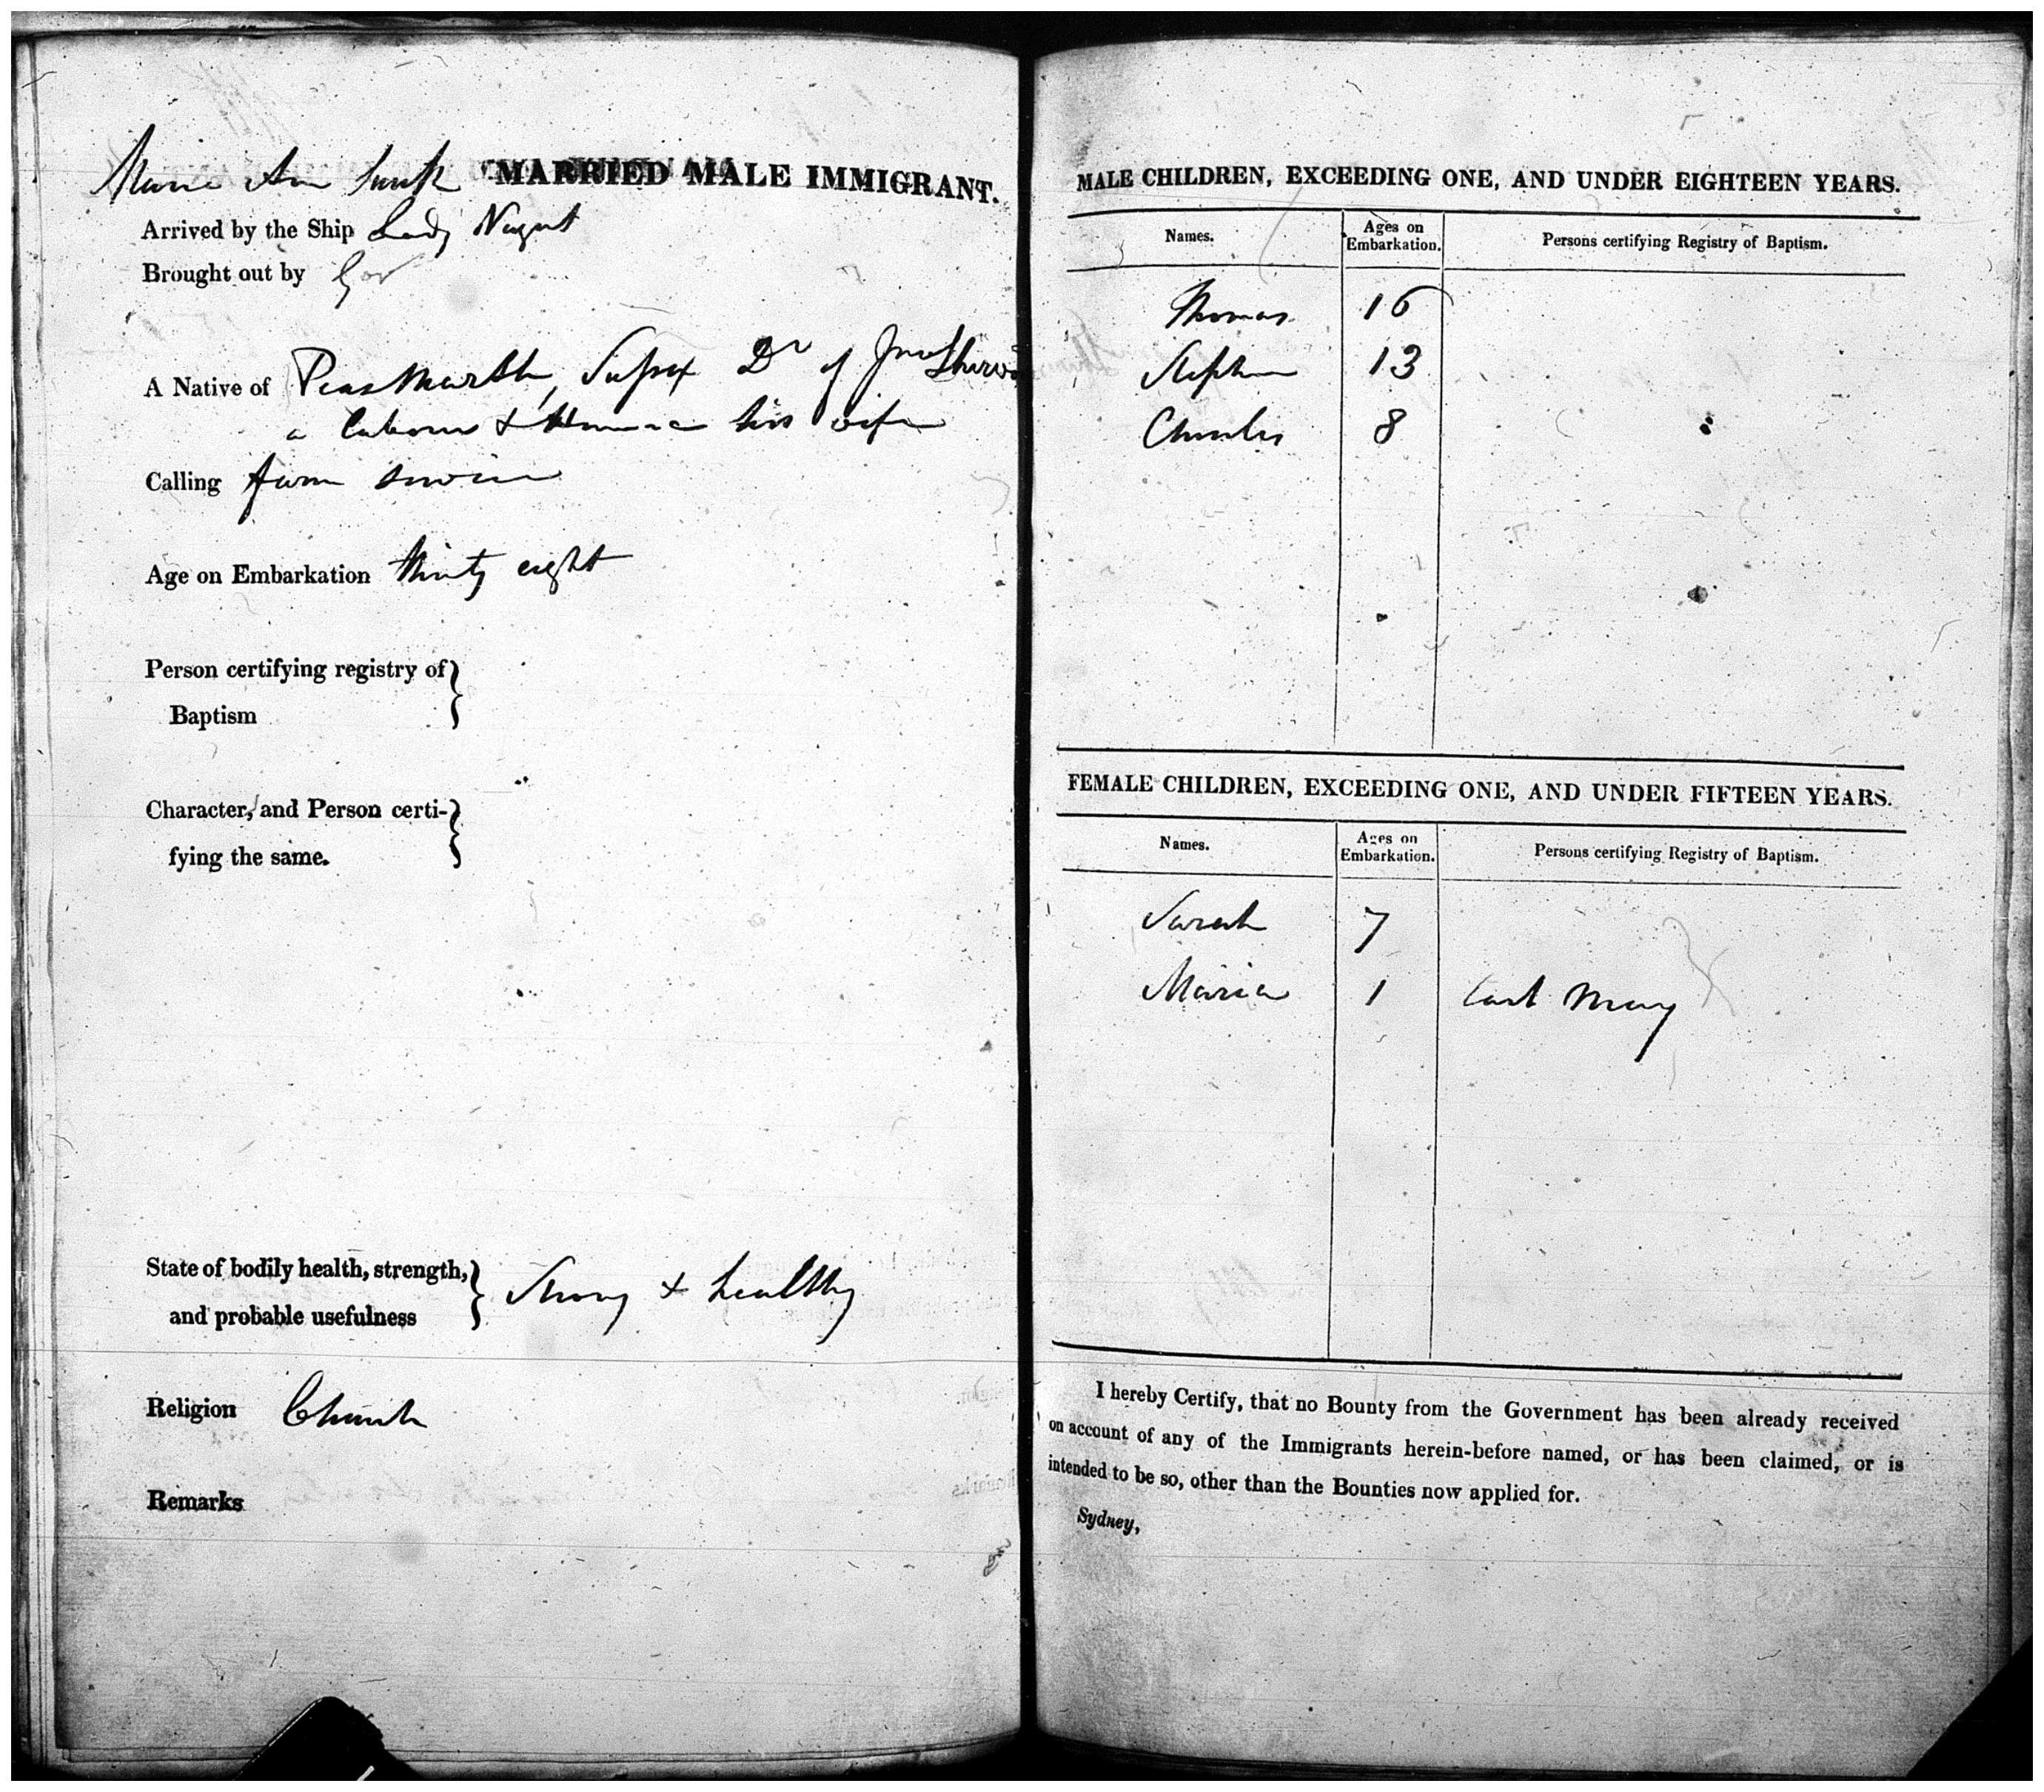 Maria Ann MARRIED MALE IMMIGRANT.
Arrived by the Ship Lady Nugent
Brought out by Gov
A Native of Peasmarsh, Sussex Dr of Jno
a labourer & his wife
Calling farm
Age on Embarkation thirty eight
Person certifying registry of
Baptism
Character, and Person certi-
fying the same.
State of bodily health, strength,
and probable usefulness
Strong & healthy
Religion Church
Remarks
MALE CHILDREN, EXCEEDING ONE, AND UNDER EIGHTEEN YEARS.
Names. Ages on Embarkation. Persons certifying Registry of Baptism.
Thomas 16
Stephen 13
Charles 8
FEMALE CHILDREN, EXCEEDING ONE, AND UNDER FIFTEEN YEARS.
Names. Ages on Embarkation. Persons certifying Registry of Baptism.
Sarah 7
Maria 1 last May
I hereby Certify, that no Bounty from the Government has been already received
on account of any of the Immigrants herein-before named, or has been claimed, or is
intended to be so, other than the Bounties now applied for.
Sydney,